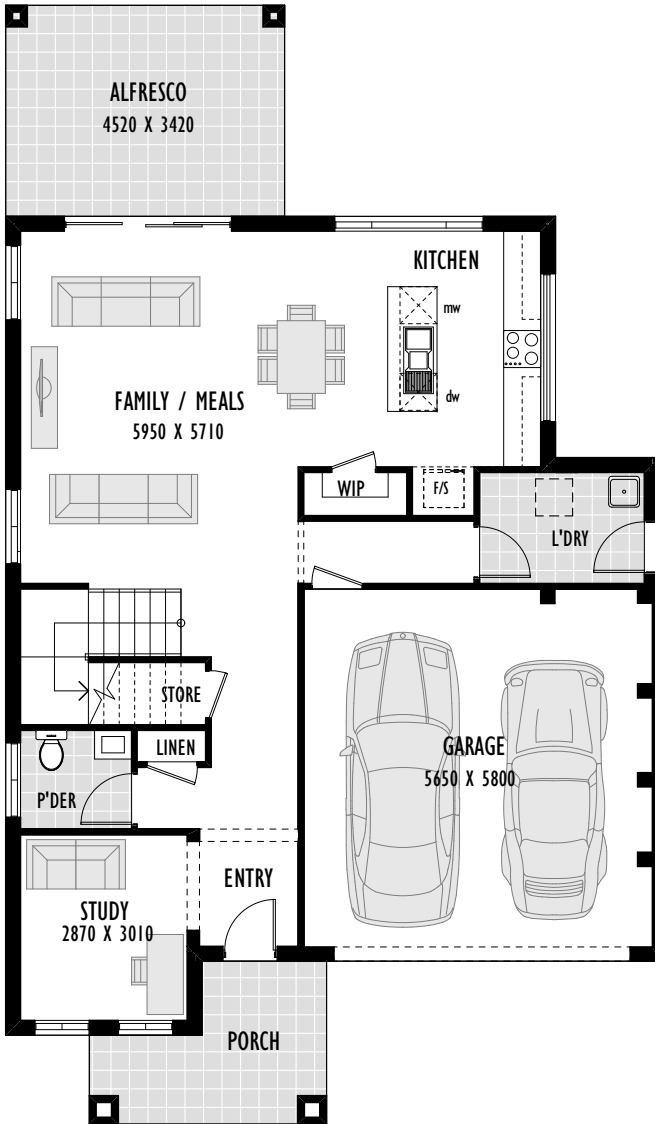 ALFRESCO
4520 X 3420
KITCHEN
mw
dw
FAMILY / MEALS
5950 X 5710
WIP
F/S
L'DRY
STORE
LINEN
P'DER
GARAGE
5650 X 5800
ENTRY
STUDY
2870 X 3010
PORCH